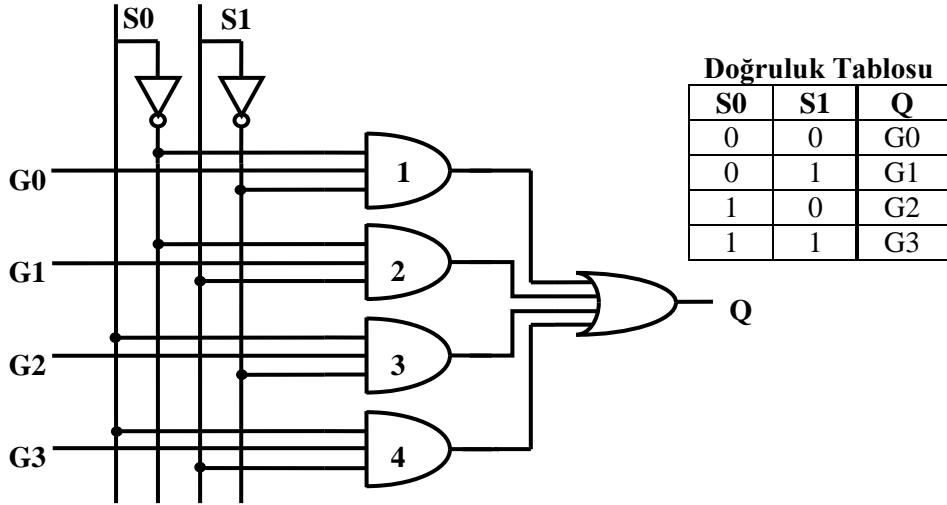 S0 S1
Doğruluk Tablosu
S0 S1 Q
0 0 G0
0 1 G1
1 0 G2
1 1 G3
G0 1
G1 2
Q
G2 3
G3 4